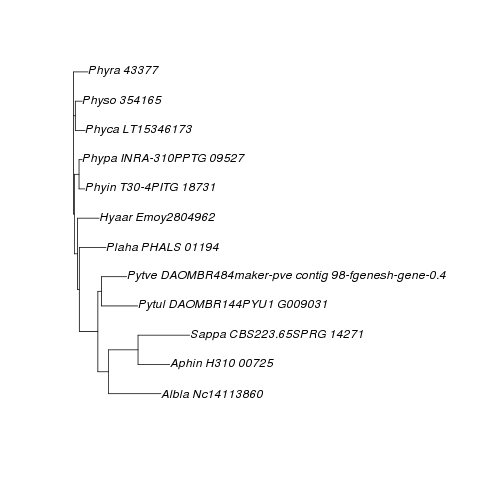 Phyra 43377
Physo 354165
Phyca LT15346173
Phypa INRA-310PPTG 09527
Phyin T30-4PITG 18731
Hyaar Emoy2804962
Plaha PHALS 01194
Pytve DAOMBR484maker-pve contig 98-fgenesh-gene-0.4
Pytul DAOMBR144PYU1 G009031
Sappa CBS223.65SPRG 14271
Aphin H310 00725
Albla Nc14113860